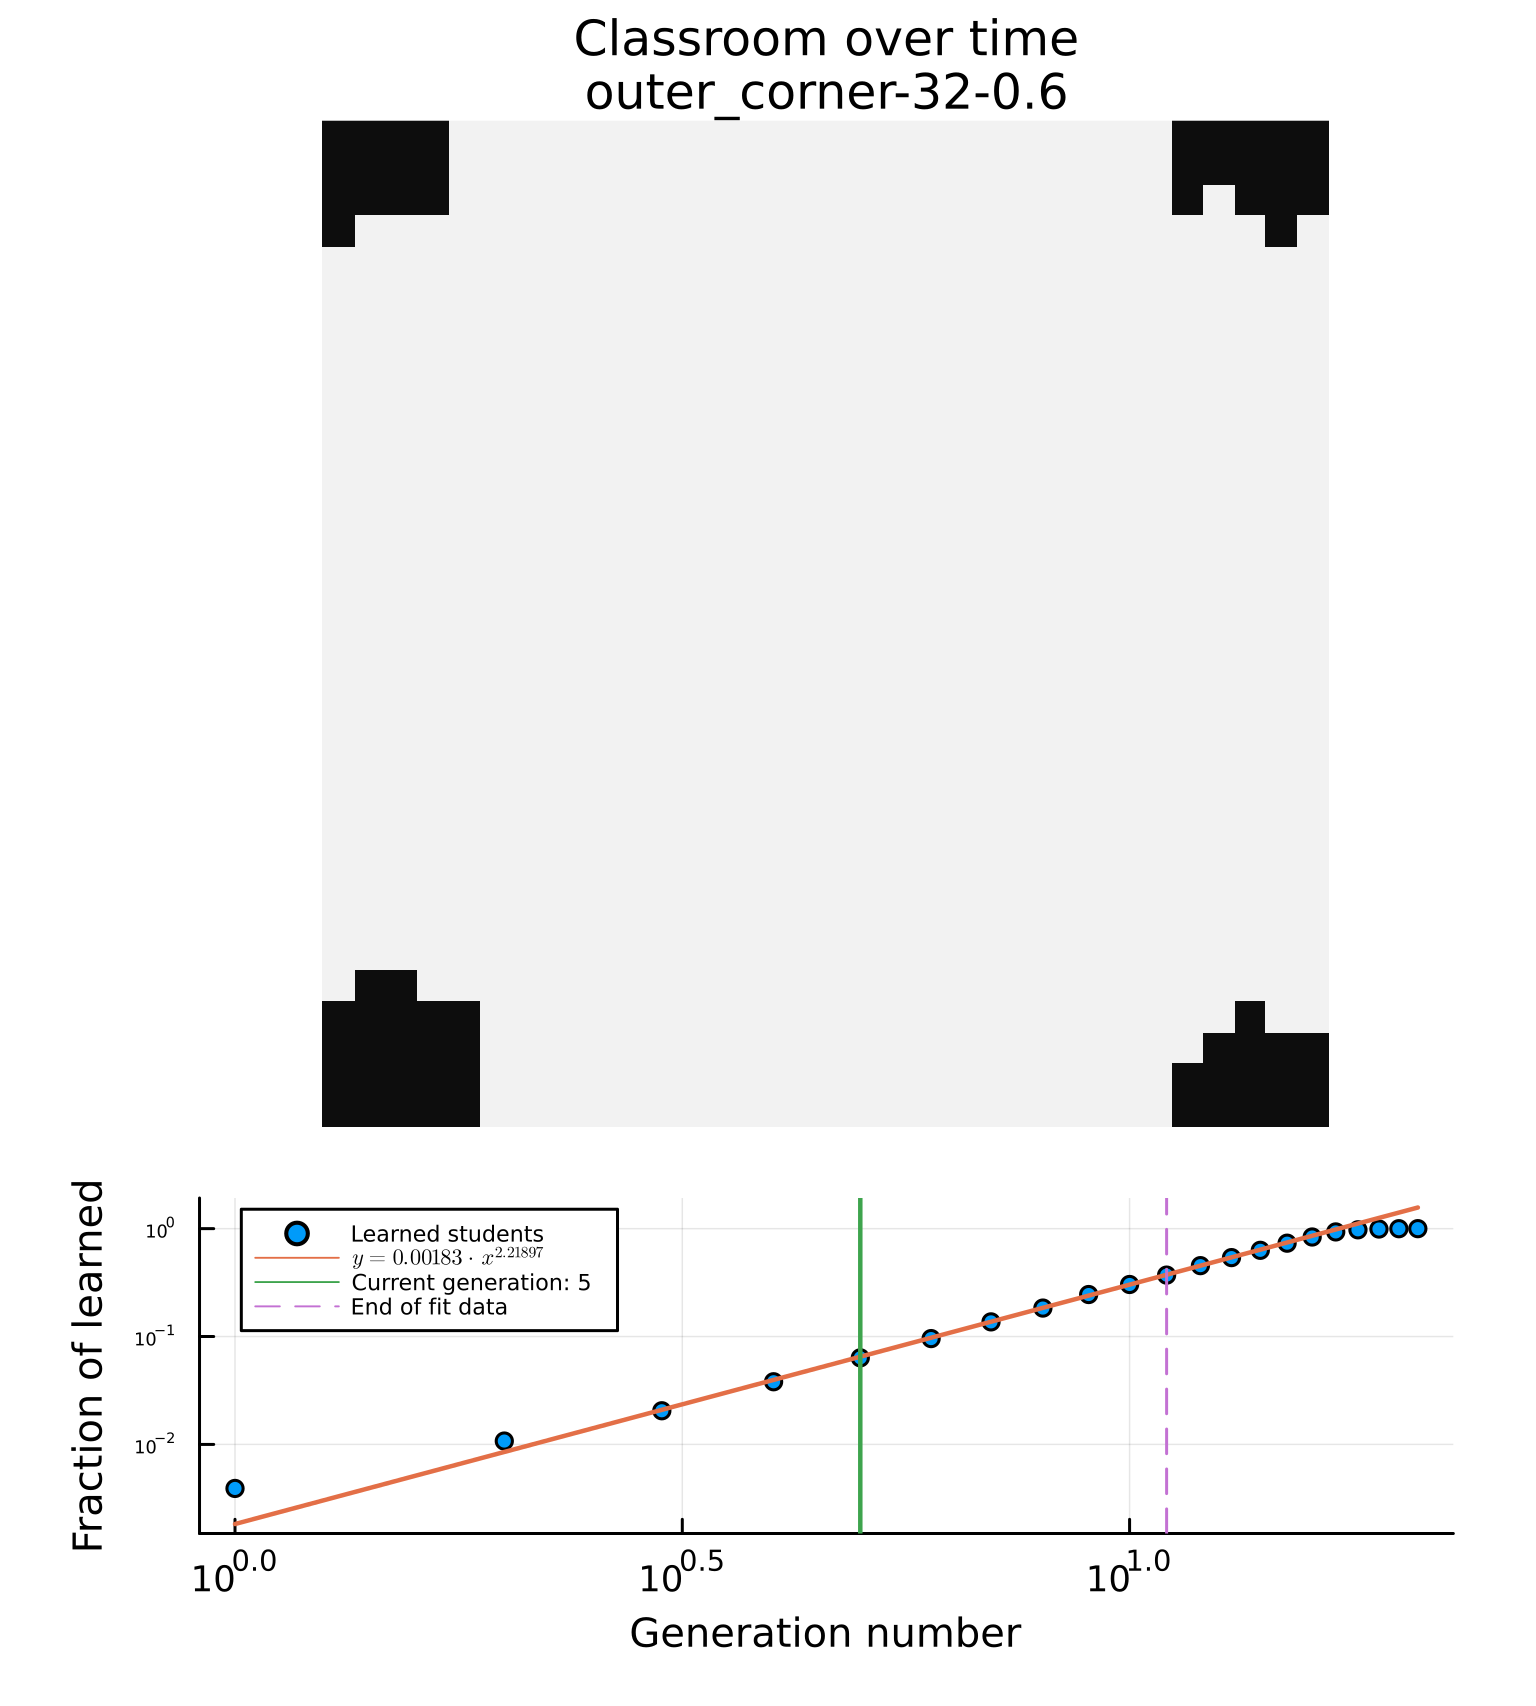 Classroom over time
outer_corner-32-0.6
Fraction of learned
10^0
10^−1
10^−2
Learned students
y = 0.00183 · x^2.21897
Current generation: 5
End of fit data
10^0.0 10^0.5 10^1.0
Generation number